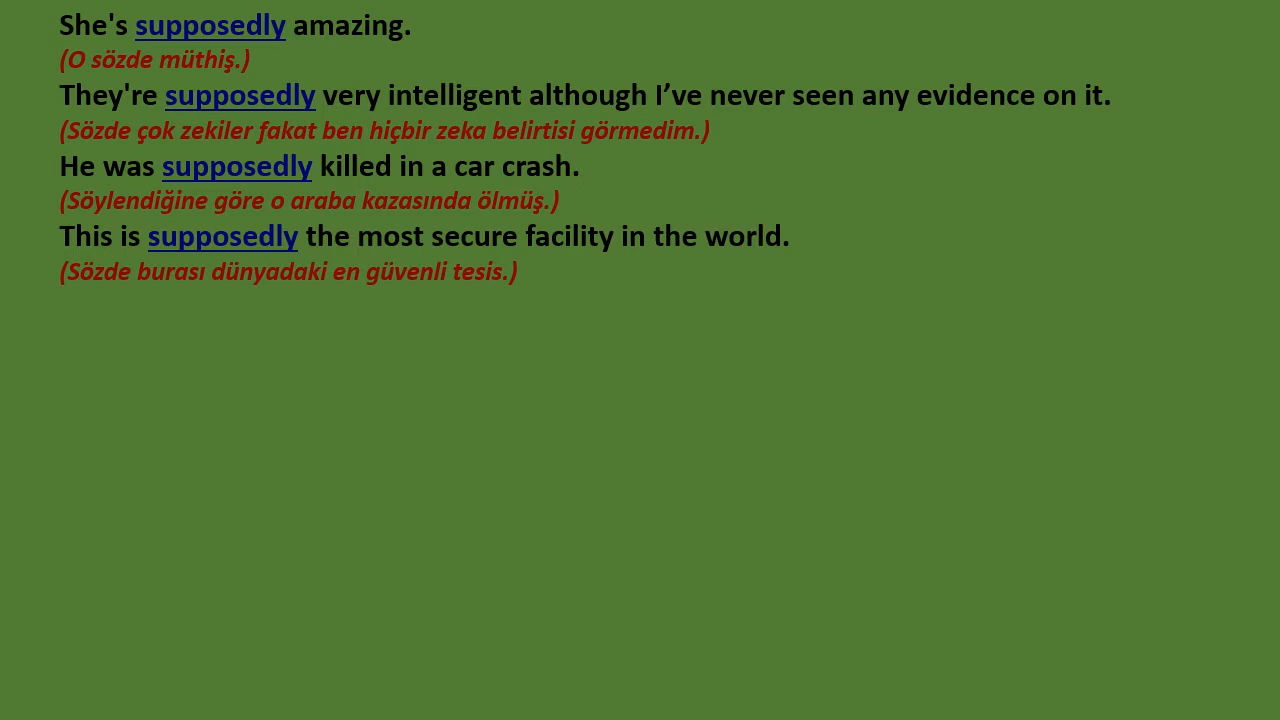 She's supposedly amazing.
(O sözde müthiş.)
They're supposedly very intelligent although I’ve never seen any evidence on it.
(Sözde çok zekiler fakat ben hiçbir zeka belirtisi görmedim.)
He was supposedly killed in a car crash.
(Söylendiğine göre o araba kazasında ölmüş.)
This is supposedly the most secure facility in the world.
(Sözde burası dünyadaki en güvenli tesis.)